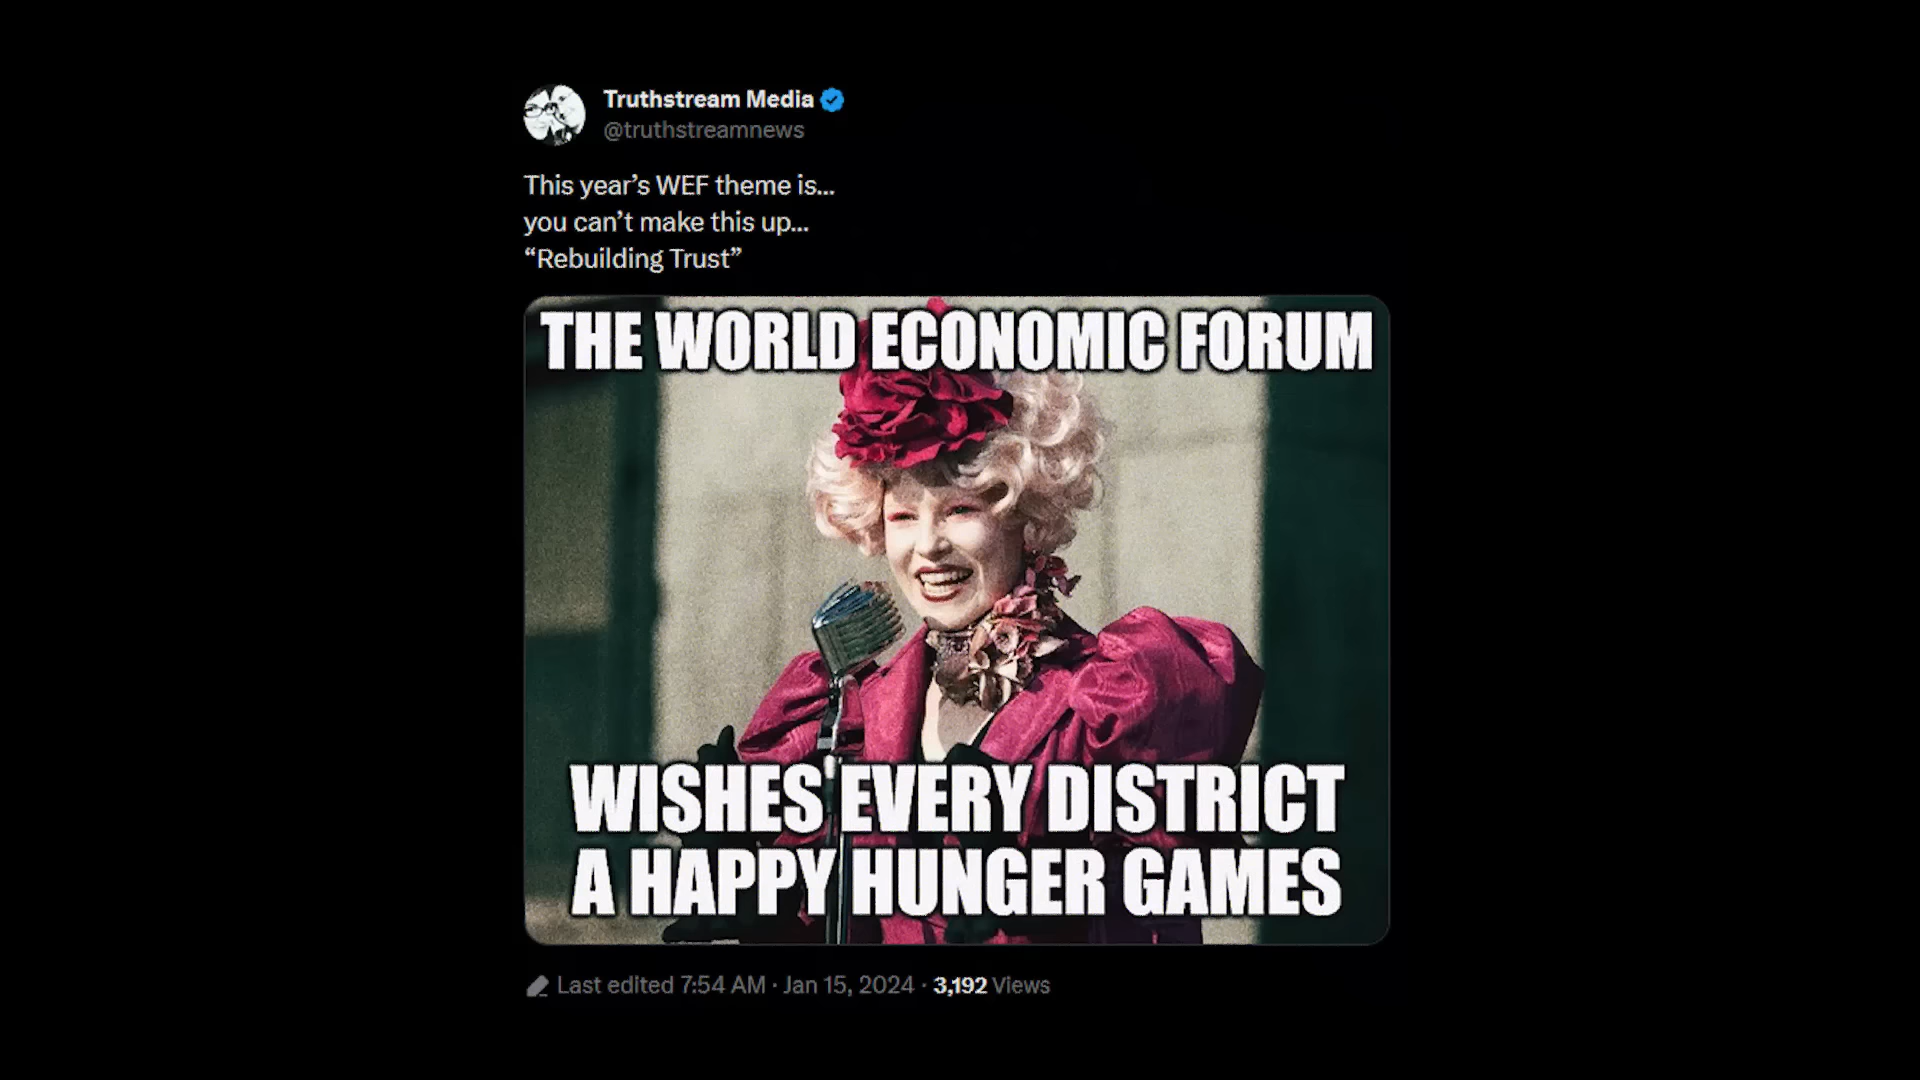 Truthstream Media
@truthstreamnews
This year’s WEF theme is...
you can’t make this up...
“Rebuilding Trust”
THE WORLD ECONOMIC FORUM
WISHES EVERY DISTRICT
A HAPPY HUNGER GAMES
Last edited 7:54 AM · Jan 15, 2024 · 3,192 Views